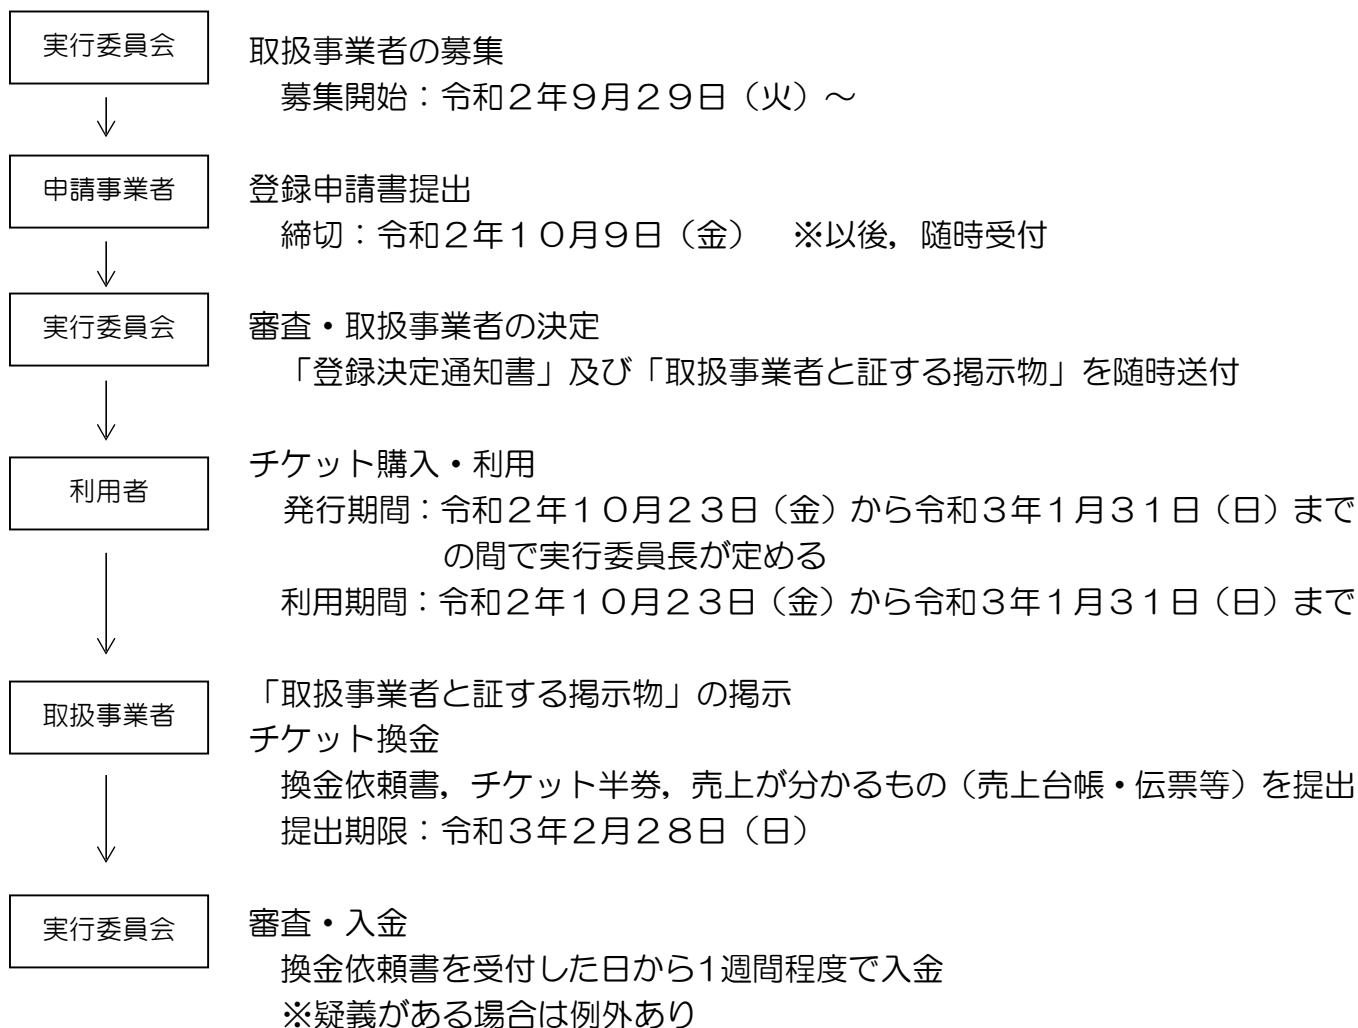 実行委員会
取扱事業者の募集
募集開始：令和２年９月２９日（火）～
申請事業者
登録申請書提出
締切：令和２年１０月９日（金）　※以後，随時受付
実行委員会
審査・取扱事業者の決定
「登録決定通知書」及び「取扱事業者と証する掲示物」を随時送付
利用者
チケット購入・利用
発行期間：令和２年１０月２３日（金）から令和３年１月３１日（日）まで
の間で実行委員長が定める
利用期間：令和２年１０月２３日（金）から令和３年１月３１日（日）まで
取扱事業者
「取扱事業者と証する掲示物」の掲示
チケット換金
換金依頼書，チケット半券，売上が分かるもの（売上台帳・伝票等）を提出
提出期限：令和３年２月２８日（日）
実行委員会
審査・入金
換金依頼書を受付した日から1週間程度で入金
※疑義がある場合は例外あり